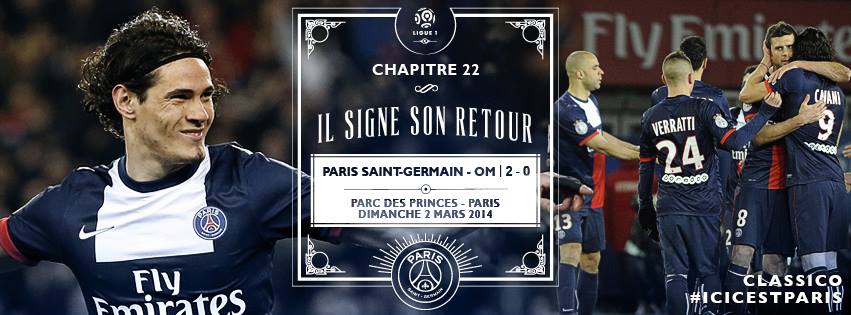 LIGUE 1
CHAPITRE 22
IL SIGNE SON RETOUR
PARIS SAINT-GERMAIN - OM | 2 - 0
PARC DES PRINCES - PARIS
DIMANCHE 2 MARS 2014
PARIS
SAINT-GERMAIN
PARIS
Fly
Emirates
Fly Emirates
VERRATTI
24
CAVANI
9
8
13
CLASSICO
#ICICESTPARIS